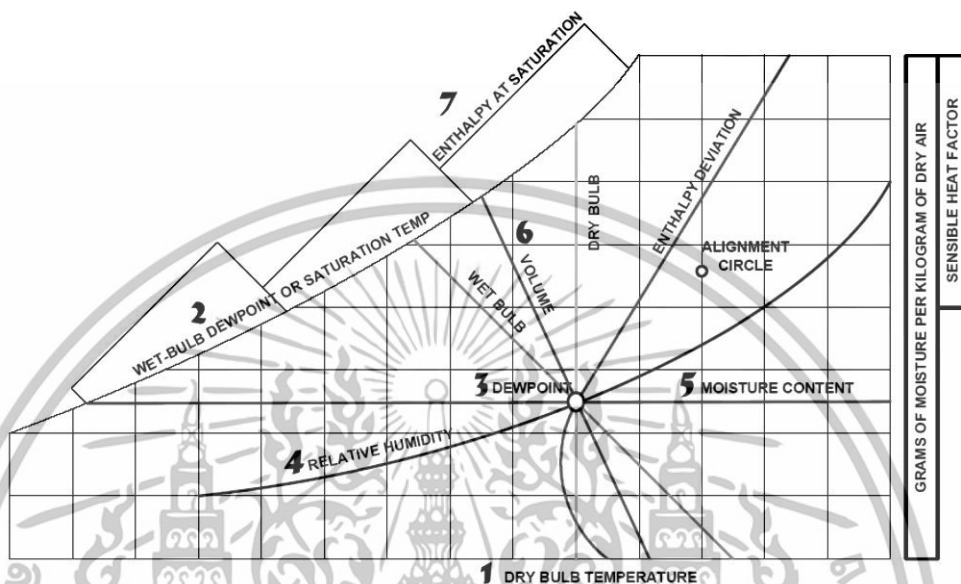 7
ENTHALPY AT SATURATION
ENTHALPY DEVIATION
DRY BULB
6
VOLUME
WET BULB
ALIGNMENT
CIRCLE
2
WET-BULB DEWPOINT OR SATURATION TEMP
3 DEWPOINT
5 MOISTURE CONTENT
4 RELATIVE HUMIDITY
1 DRY BULB TEMPERATURE
GRAMS OF MOISTURE PER KILOGRAM OF DRY AIR
SENSIBLE HEAT FACTOR